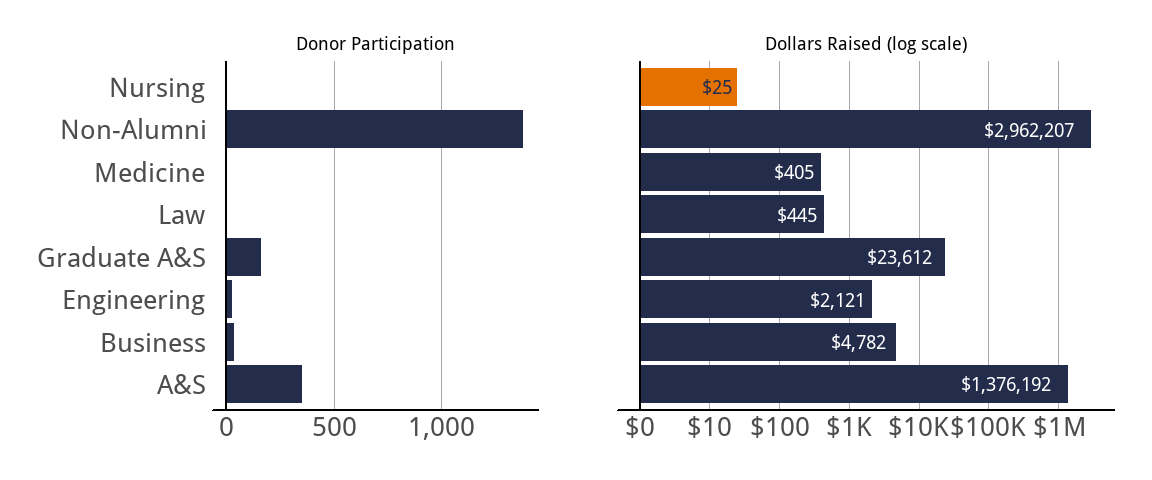 Donor Participation
Dollars Raised (log scale)
Nursing
$25
Non-Alumni
$2,962,207
Medicine
$405
Law
$445
Graduate A&S
$23,612
Engineering
$2,121
Business
$4,782
A&S
$1,376,192
0 500 1,000
$0 $10 $100 $1K $10K $100K $1M